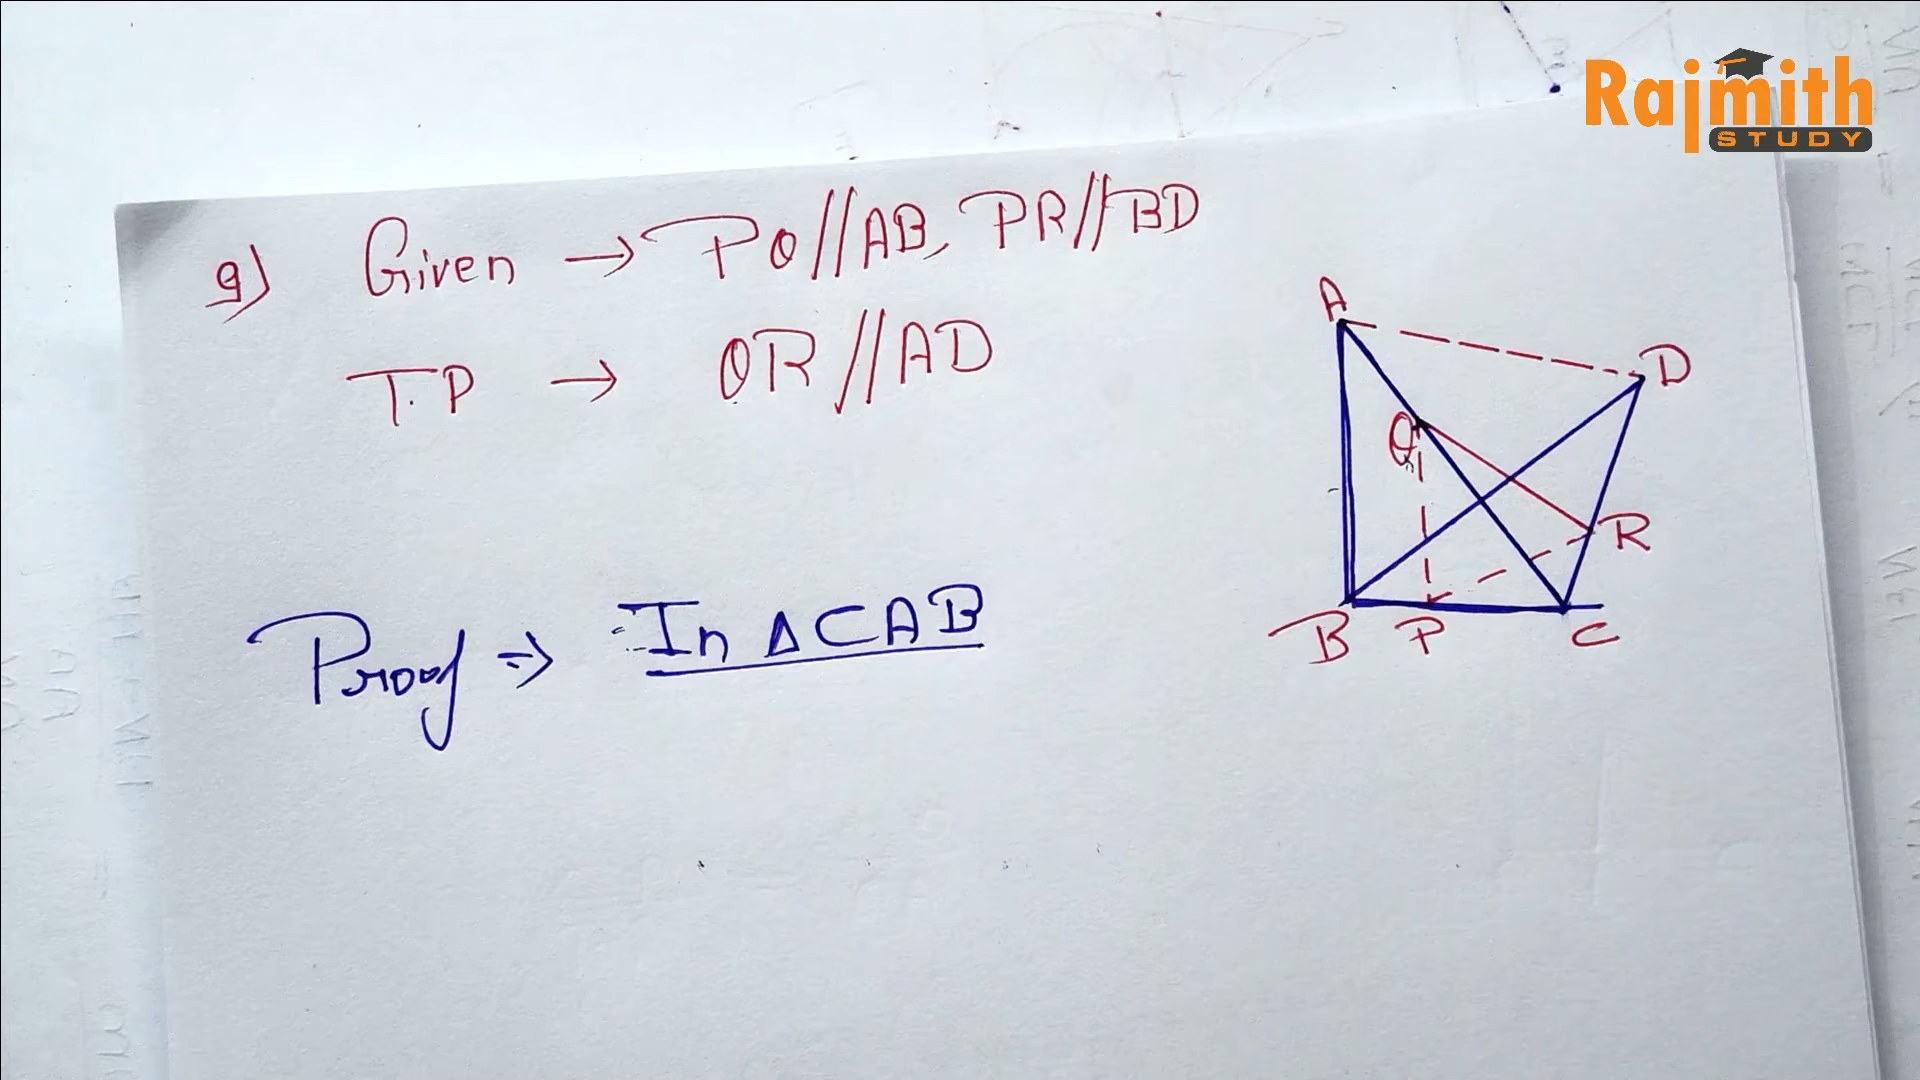 Rajmith
STUDY
9) Given → PQ//AB, PR//BD
T.P → QR//AD
A
D
Q
R
B P C
Proof ⇒ In ΔCAB